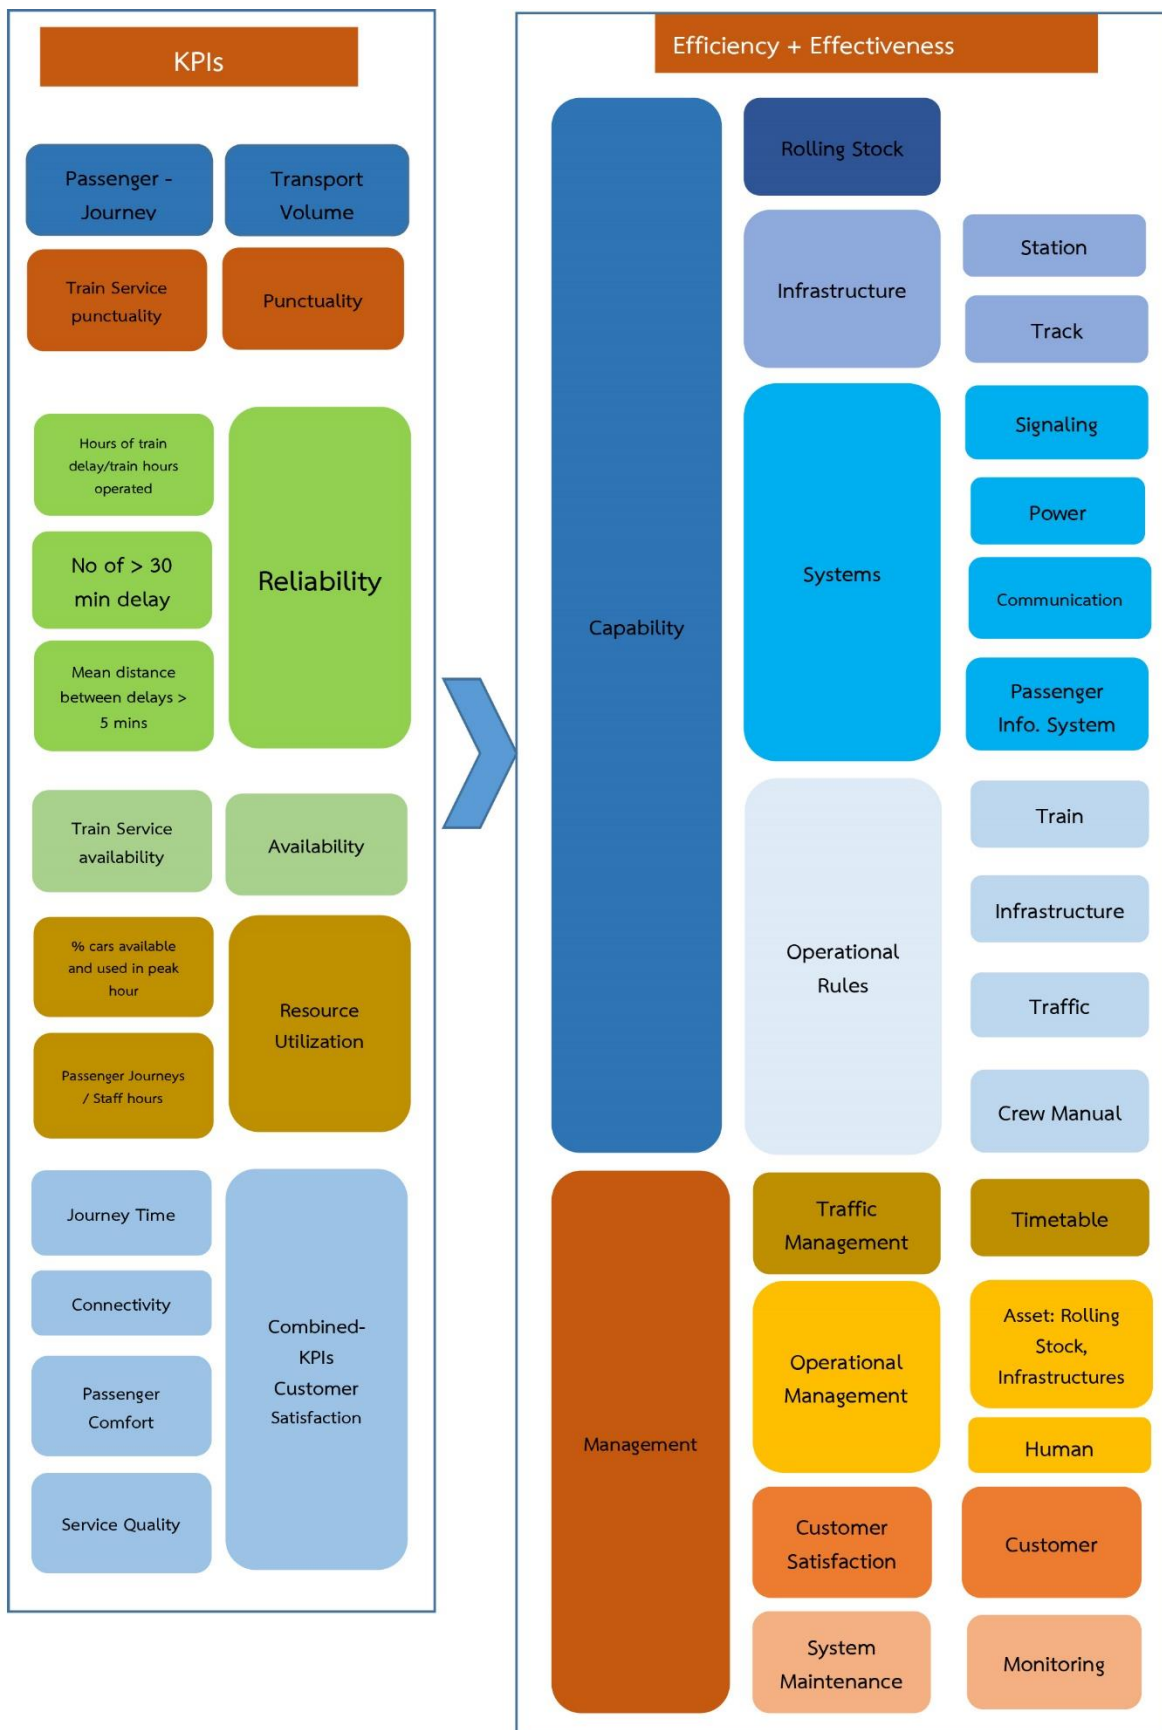 KPIs
Passenger -
Journey
Transport
Volume
Train Service
punctuality
Punctuality
Hours of train
delay/train hours
operated
No of > 30
min delay
Mean distance
between delays >
5 mins
Reliability
Train Service
availability
Availability
% cars available
and used in peak
hour
Passenger Journeys
/ Staff hours
Resource
Utilization
Journey Time
Connectivity
Passenger
Comfort
Service Quality
Combined-
KPIs
Customer
Satisfaction
Efficiency + Effectiveness
Capability
Rolling Stock
Infrastructure
Station
Track
Systems
Signaling
Power
Communication
Passenger
Info. System
Operational
Rules
Train
Infrastructure
Traffic
Crew Manual
Management
Traffic
Management
Timetable
Operational
Management
Asset: Rolling
Stock,
Infrastructures
Human
Customer
Satisfaction
Customer
System
Maintenance
Monitoring